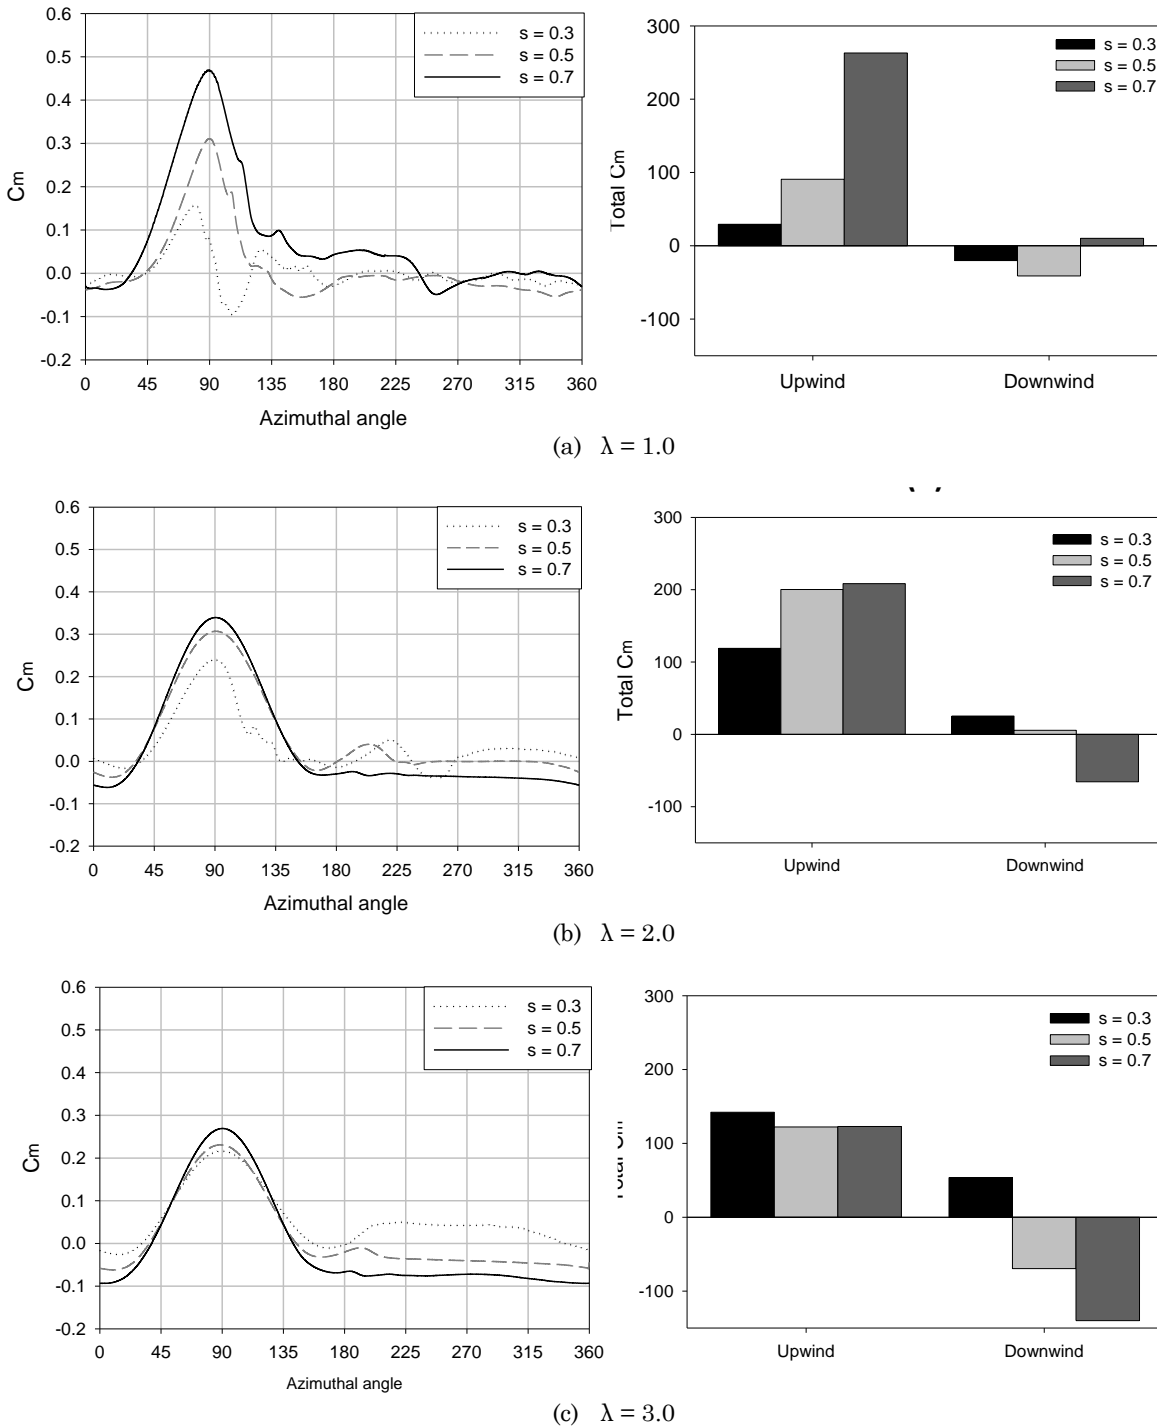 0.6
0.5
0.4
0.3
0.2
0.1
0.0
-0.1
-0.2
Cm
s = 0.3
s = 0.5
s = 0.7
0 45 90 135 180 225 270 315 360
Azimuthal angle
300
200
100
0
-100
Total Cm
s = 0.3
s = 0.5
s = 0.7
Upwind Downwind
(a) λ = 1.0
0.6
0.5
0.4
0.3
0.2
0.1
0.0
-0.1
-0.2
Cm
s = 0.3
s = 0.5
s = 0.7
0 45 90 135 180 225 270 315 360
Azimuthal angle
300
200
100
0
-100
Total Cm
s = 0.3
s = 0.5
s = 0.7
Upwind Downwind
(b) λ = 2.0
0.6
0.5
0.4
0.3
0.2
0.1
0.0
-0.1
-0.2
Cm
s = 0.3
s = 0.5
s = 0.7
0 45 90 135 180 225 270 315 360
Azimuthal angle
300
200
100
0
-100
Total Cm
s = 0.3
s = 0.5
s = 0.7
Upwind Downwind
(c) λ = 3.0